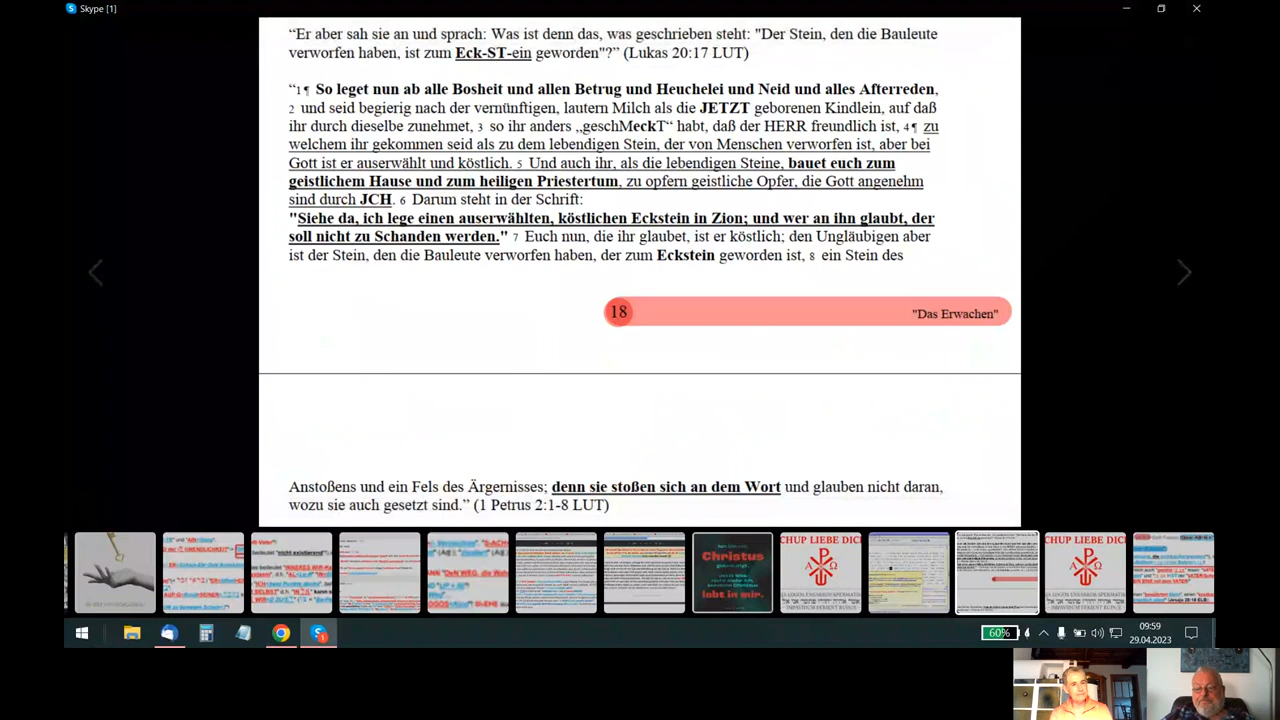 Skype [1]
“Er aber sah sie an und sprach: Was ist denn das, was geschrieben steht: "Der Stein, den die Bauleute
verworfen haben, ist zum Eck-ST-ein geworden"?” (Lukas 20:17 LUT)
“1¶ So leget nun ab alle Bosheit und allen Betrug und Heuchelei und Neid und alles Afterreden,
2 und seid begierig nach der vernünftigen, lautern Milch als die JETZT geborenen Kindlein, auf daß
ihr durch dieselbe zunehmet, 3 so ihr anders „geschMeckT“ habt, daß der HERR freundlich ist, 4¶ zu
welchem ihr gekommen seid als zu dem lebendigen Stein, der von Menschen verworfen ist, aber bei
Gott ist er auserwählt und köstlich. 5 Und auch ihr, als die lebendigen Steine, bauet euch zum
geistlichem Hause und zum heiligen Priestertum, zu opfern geistliche Opfer, die Gott angenehm
sind durch JCH. 6 Darum steht in der Schrift:
"Siehe da, ich lege einen auserwählten, köstlichen Eckstein in Zion; und wer an ihn glaubt, der
soll nicht zu Schanden werden." 7 Euch nun, die ihr glaubet, ist er köstlich; den Ungläubigen aber
ist der Stein, den die Bauleute verworfen haben, der zum Eckstein geworden ist, 8 ein Stein des
18 "Das Erwachen"
Anstoßens und ein Fels des Ärgernisses; denn sie stoßen sich an dem Wort und glauben nicht daran,
wozu sie auch gesetzt sind.” (1 Petrus 2:1-8 LUT)
Christus
lebt in mir.
CHUP LIEBE DICH
CHUP LIEBE DICH
60%
09:59
29.04.2023